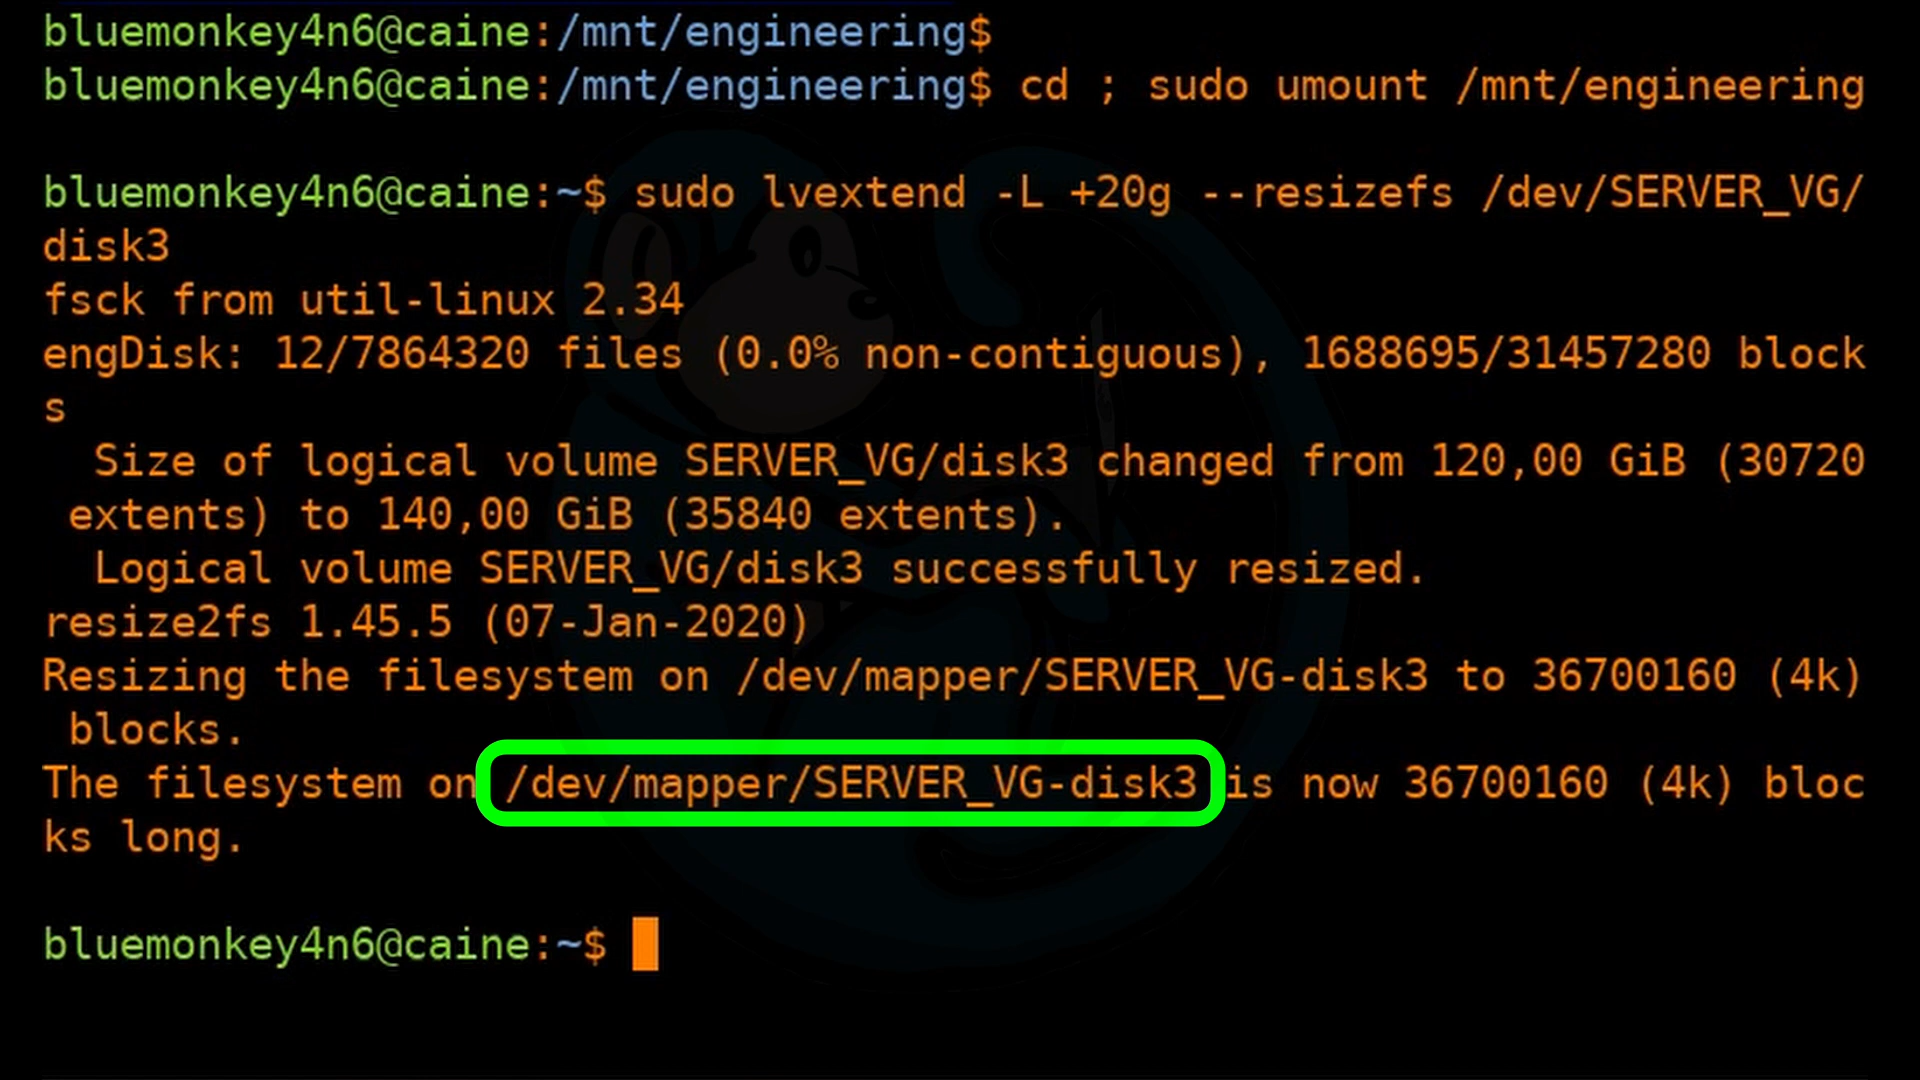 bluemonkey4n6@caine:/mnt/engineering$
bluemonkey4n6@caine:/mnt/engineering$ cd ; sudo umount /mnt/engineering
bluemonkey4n6@caine:~$ sudo lvextend -L +20g --resizefs /dev/SERVER_VG/
disk3
fsck from util-linux 2.34
engDisk: 12/7864320 files (0.0% non-contiguous), 1688695/31457280 block
s
  Size of logical volume SERVER_VG/disk3 changed from 120,00 GiB (30720
 extents) to 140,00 GiB (35840 extents).
  Logical volume SERVER_VG/disk3 successfully resized.
resize2fs 1.45.5 (07-Jan-2020)
Resizing the filesystem on /dev/mapper/SERVER_VG-disk3 to 36700160 (4k)
 blocks.
The filesystem on /dev/mapper/SERVER_VG-disk3 is now 36700160 (4k) bloc
ks long.
bluemonkey4n6@caine:~$